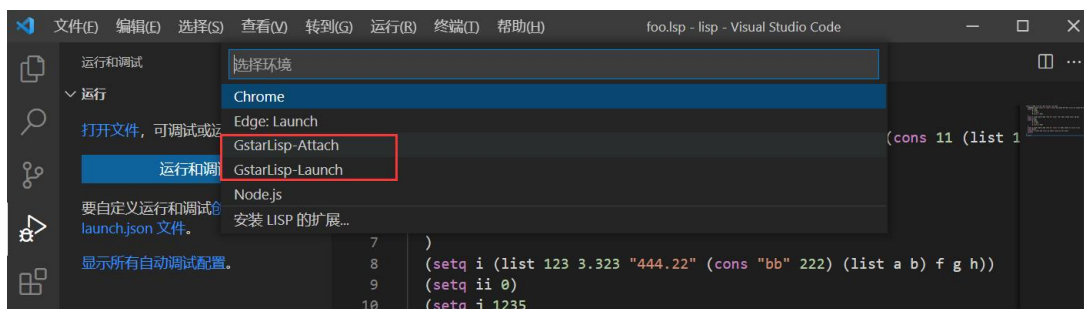 文件(F) 编辑(E) 选择(S) 查看(V) 转到(G) 运行(R) 终端(T) 帮助(H) foo.lsp - lisp - Visual Studio Code
运行和调试
选择环境
运行
Chrome
Edge: Launch
打开文件，可调试或运
GstarLisp-Attach
(cons 11 (list 1
运行和调
GstarLisp-Launch
Node.js
要自定义运行和调试创
launch.json 文件。
安装 LISP 的扩展...
7 )
显示所有自动调试配置。
8 (setq i (list 123 3.323 "444.22" (cons "bb" 222) (list a b) f g h))
9 (setq ii 0)
10 (setq j 1235